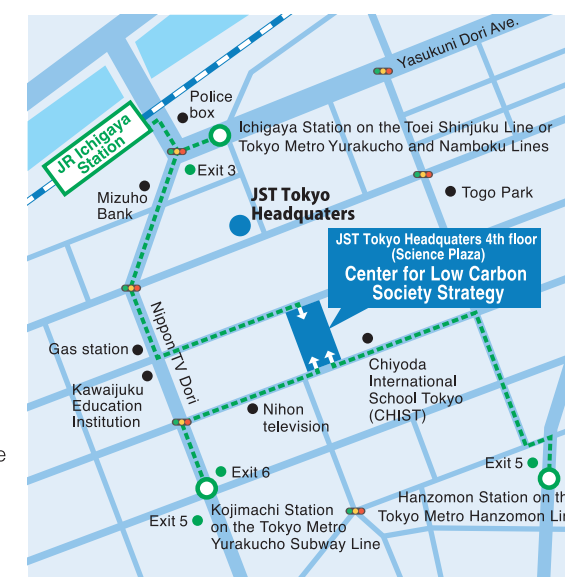 Yasukuni Dori Ave.
Police
box
JR Ichigaya
Station
Ichigaya Station on the Toei Shinjuku Line or
Tokyo Metro Yurakucho and Namboku Lines
Exit 3
Mizuho
Bank
JST Tokyo
Headquaters
Togo Park
JST Tokyo Headquaters 4th floor
(Science Plaza)
Center for Low Carbon
Society Strategy
Nippon TV Dori
Gas station
Kawaijuku
Education
Institution
Chiyoda
International
School Tokyo
(CHIST)
Nihon
television
e
Exit 6
Exit 5
Kojimachi Station
on the Tokyo Metro
Yurakucho Subway Line
Exit 5
Hanzomon Station on th
Tokyo Metro Hanzomon Li